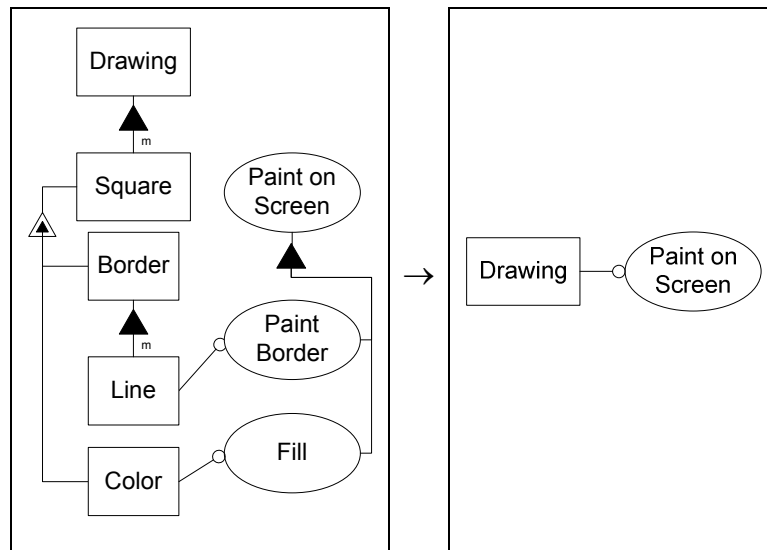 Drawing
m
Square
Paint on
Screen
Border
m
Line
Paint
Border
Color
Fill
→
Drawing
Paint on
Screen